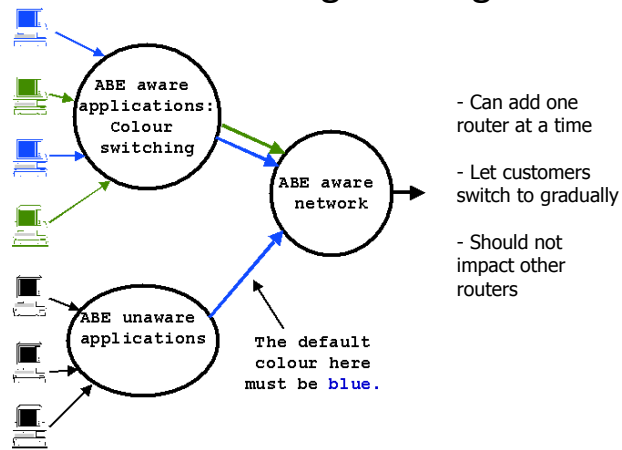 ABE aware
applications:
Colour
switching
ABE aware
network
ABE unaware
applications
The default
colour here
must be blue.
- Can add one
router at a time
- Let customers
switch to gradually
- Should not
impact other
routers